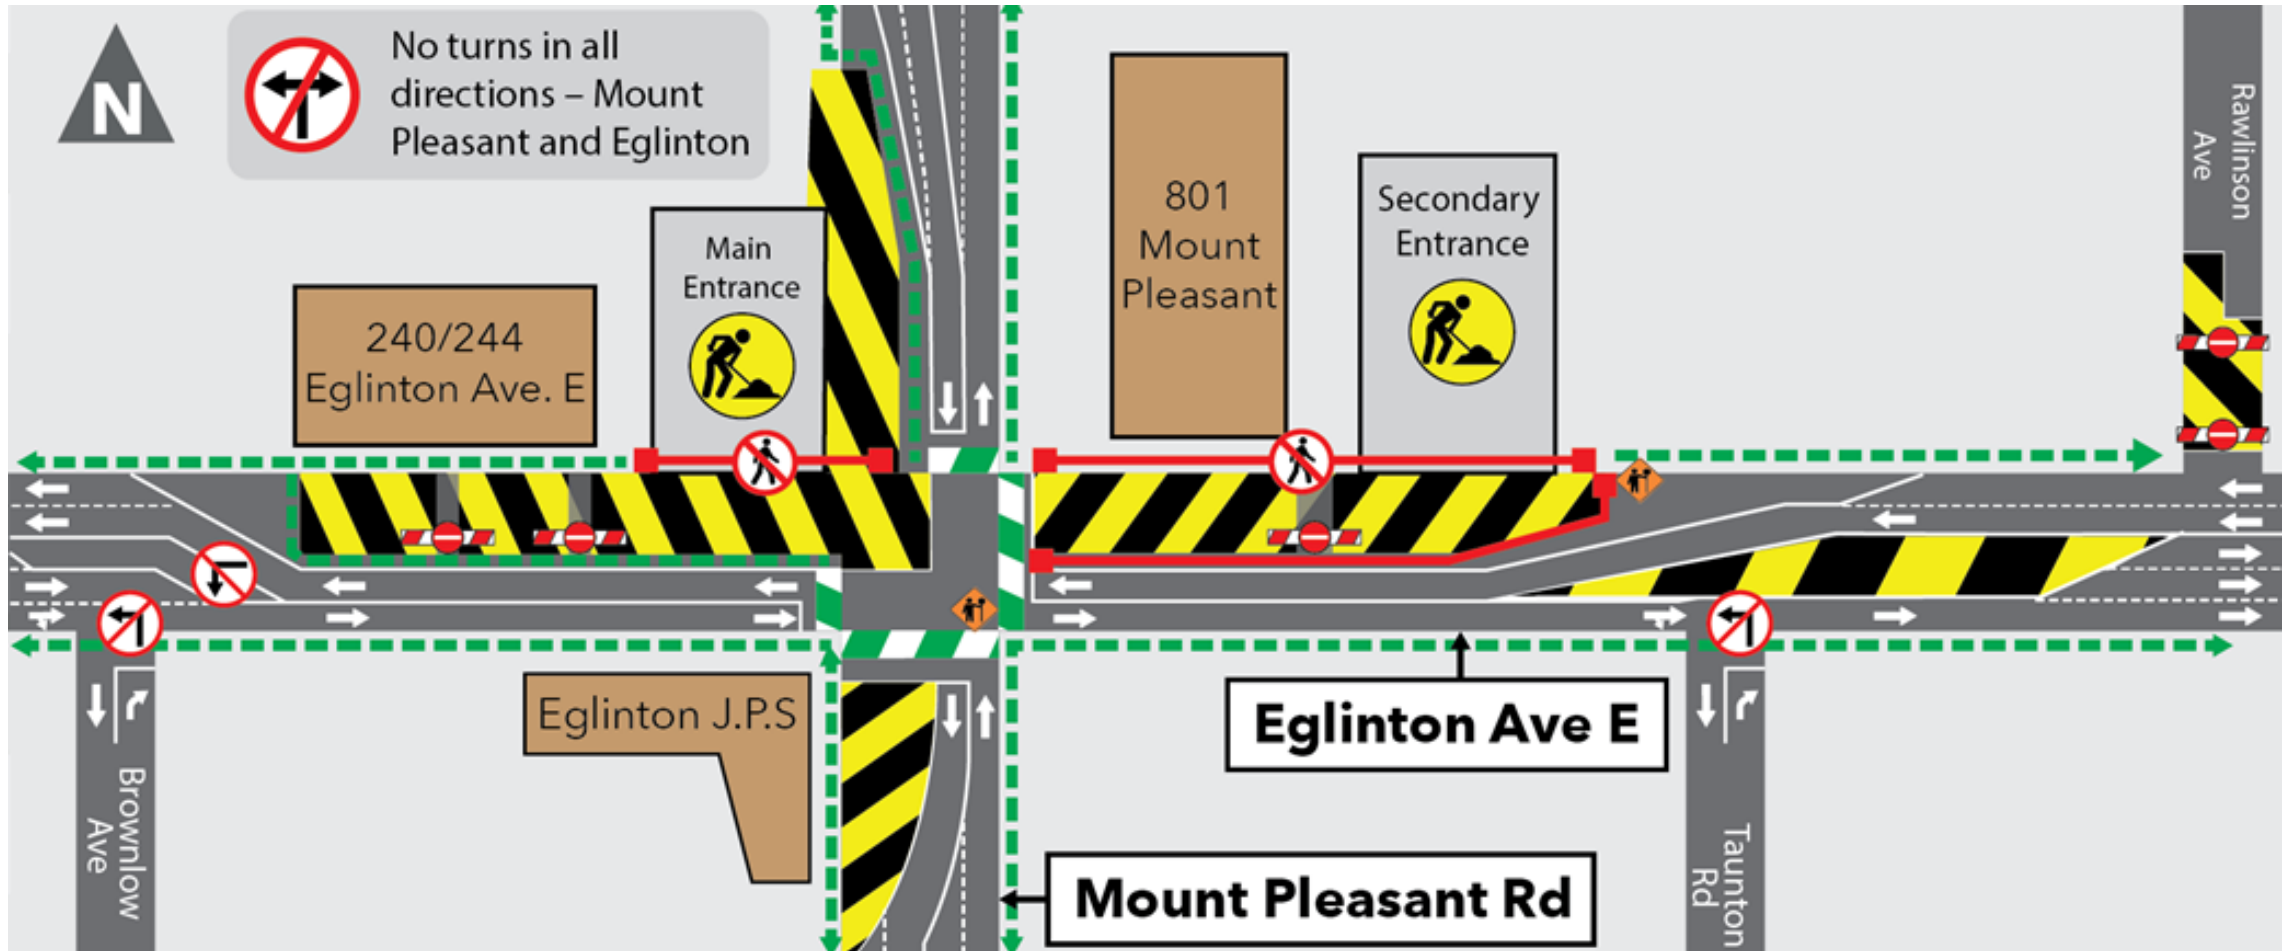 N
No turns in all
directions – Mount
Pleasant and Eglinton
Main
Entrance
240/244
Eglinton Ave. E
801
Mount
Pleasant
Secondary
Entrance
Rawlinson
Ave
Eglinton J.P.S
Eglinton Ave E
Mount Pleasant Rd
Brownlow
Ave
Taunton
Rd